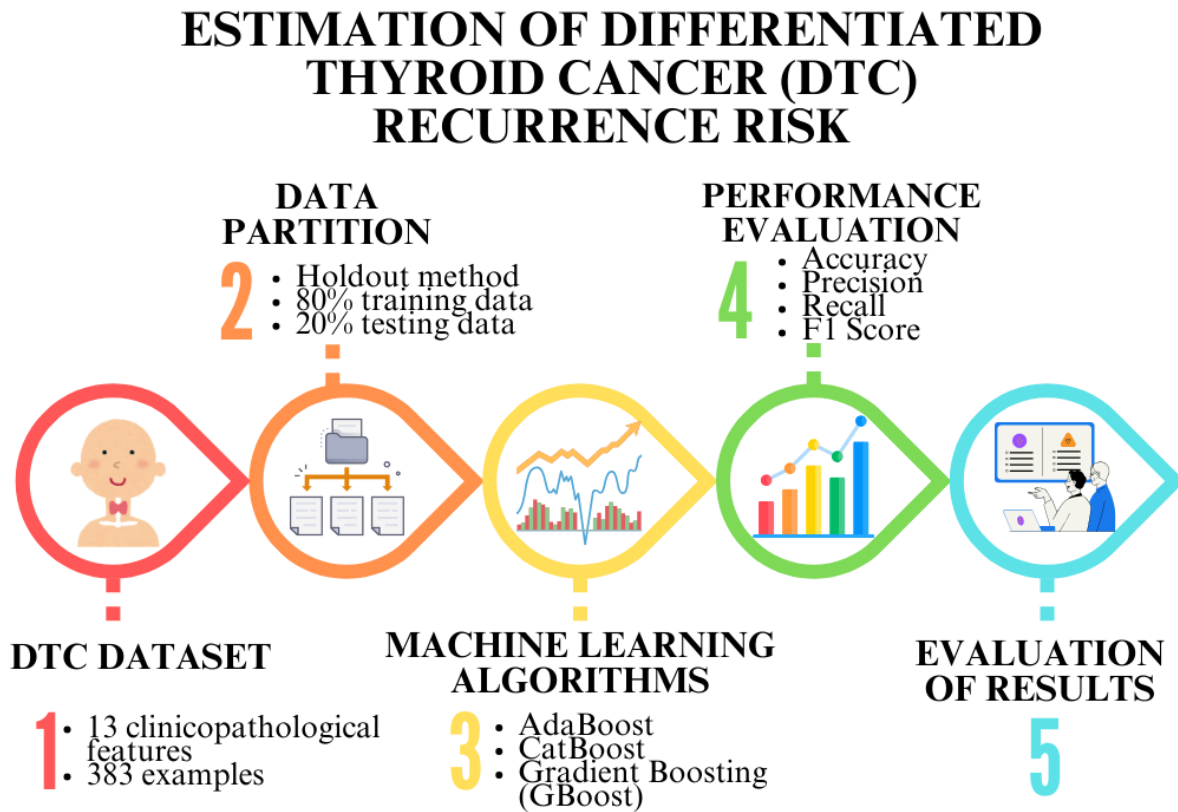 ESTIMATION OF DIFFERENTIATED
THYROID CANCER (DTC)
RECURRENCE RISK
DTC DATASET
1
• 13 clinicopathological
features
• 383 examples
DATA
PARTITION
2
• Holdout method
• 80% training data
• 20% testing data
MACHINE LEARNING
ALGORITHMS
3
• AdaBoost
• CatBoost
• Gradient Boosting
(GBoost)
PERFORMANCE
EVALUATION
4
• Accuracy
• Precision
• Recall
• F1 Score
EVALUATION
OF RESULTS
5